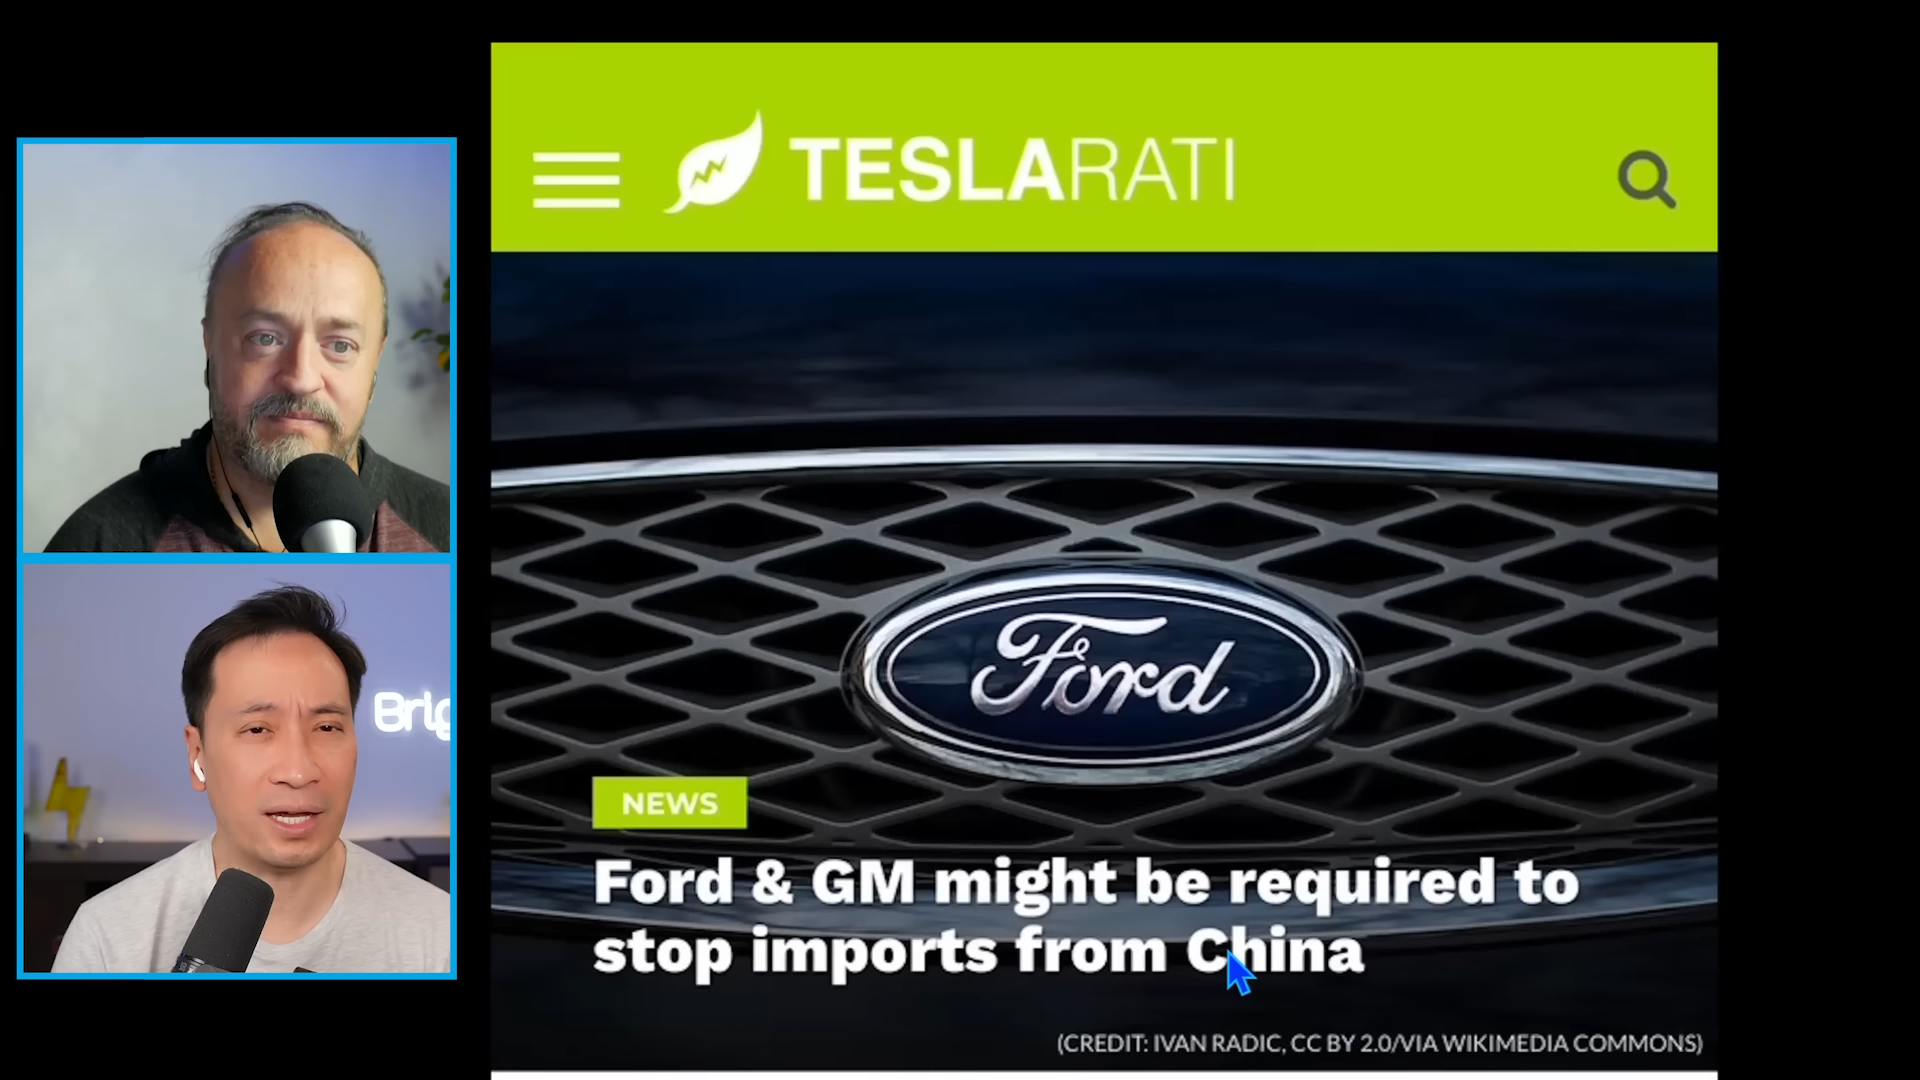 TESLARATI
Brig
Ford
NEWS
Ford & GM might be required to
stop imports from China
(CREDIT: IVAN RADIC, CC BY 2.0/VIA WIKIMEDIA COMMONS)